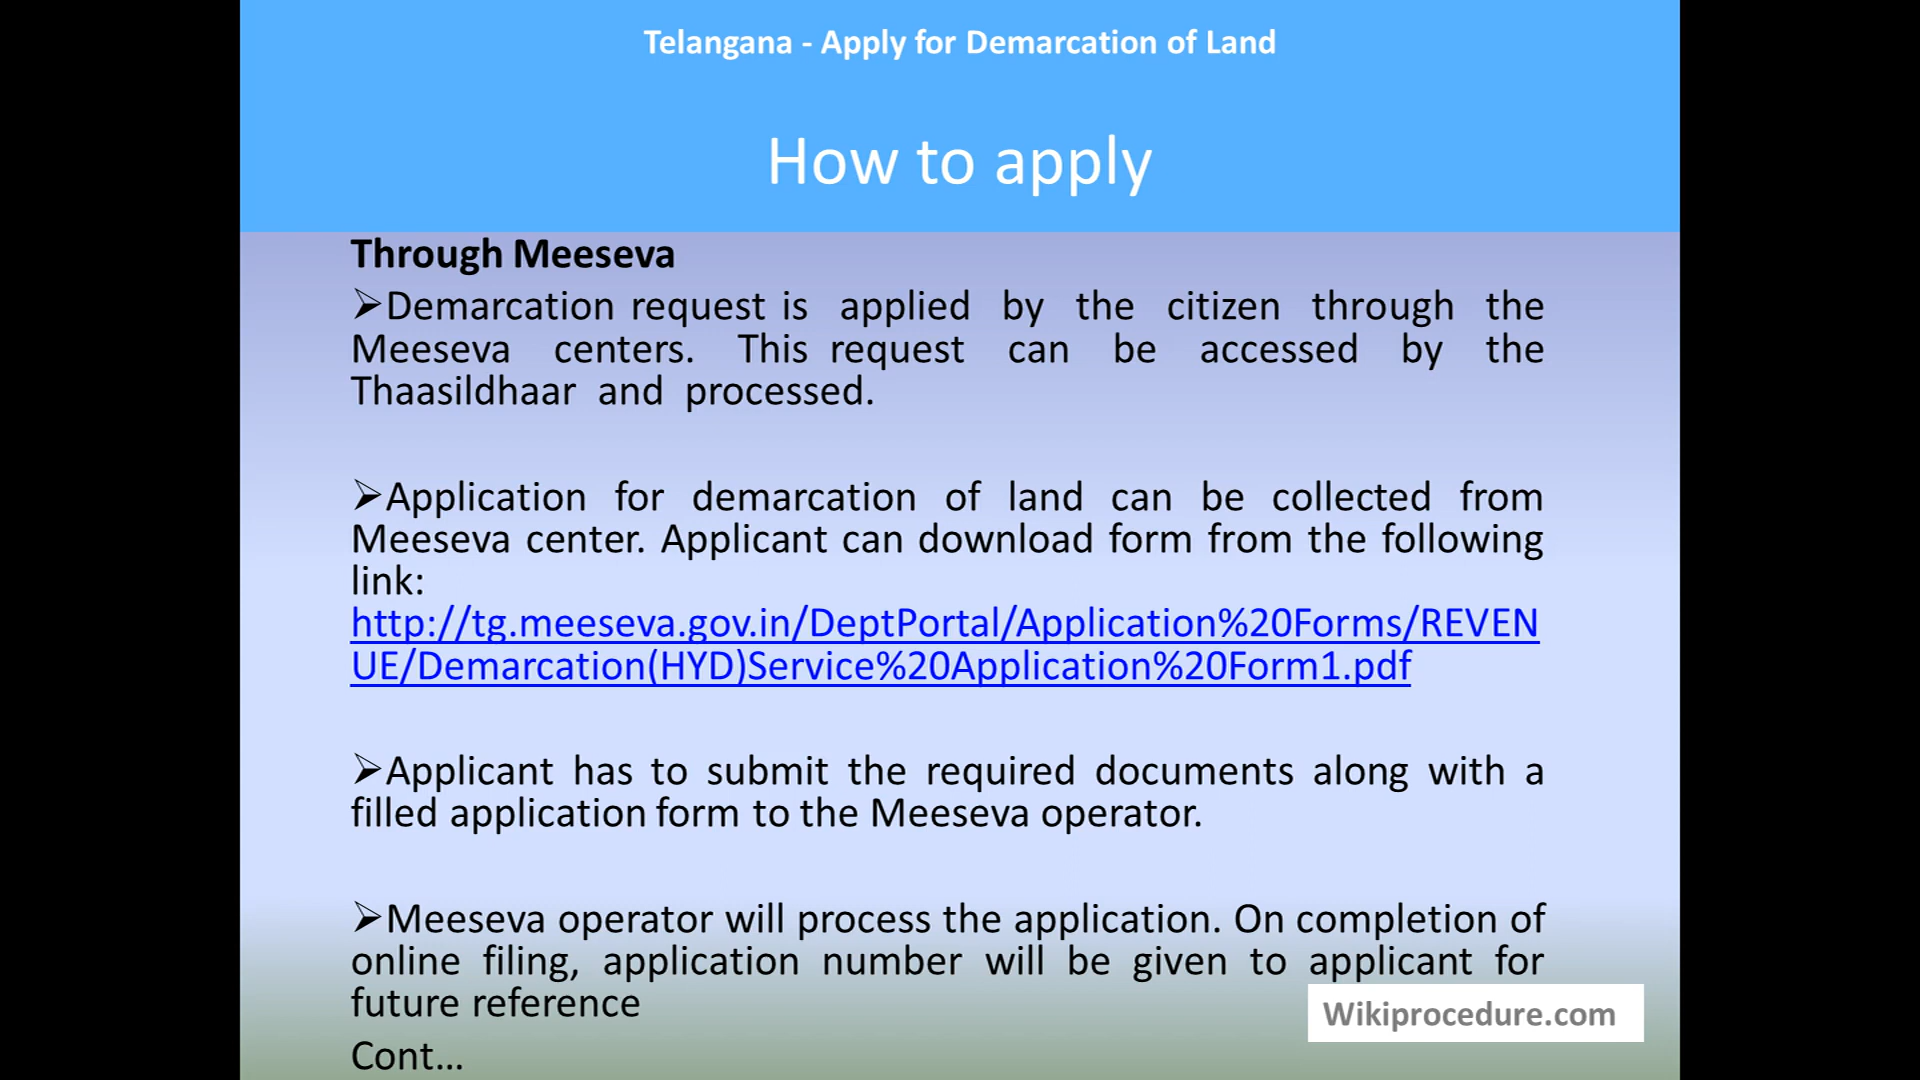 Telangana - Apply for Demarcation of Land
How to apply
Through Meeseva
➢Demarcation request is applied by the citizen through the
Meeseva centers. This request can be accessed by the
Thaasildhaar and processed.
➢Application for demarcation of land can be collected from
Meeseva center. Applicant can download form from the following
link:
http://tg.meeseva.gov.in/DeptPortal/Application%20Forms/REVEN
UE/Demarcation(HYD)Service%20Application%20Form1.pdf
➢Applicant has to submit the required documents along with a
filled application form to the Meeseva operator.
➢Meeseva operator will process the application. On completion of
online filing, application number will be given to applicant for
future reference
Wikiprocedure.com
Cont...